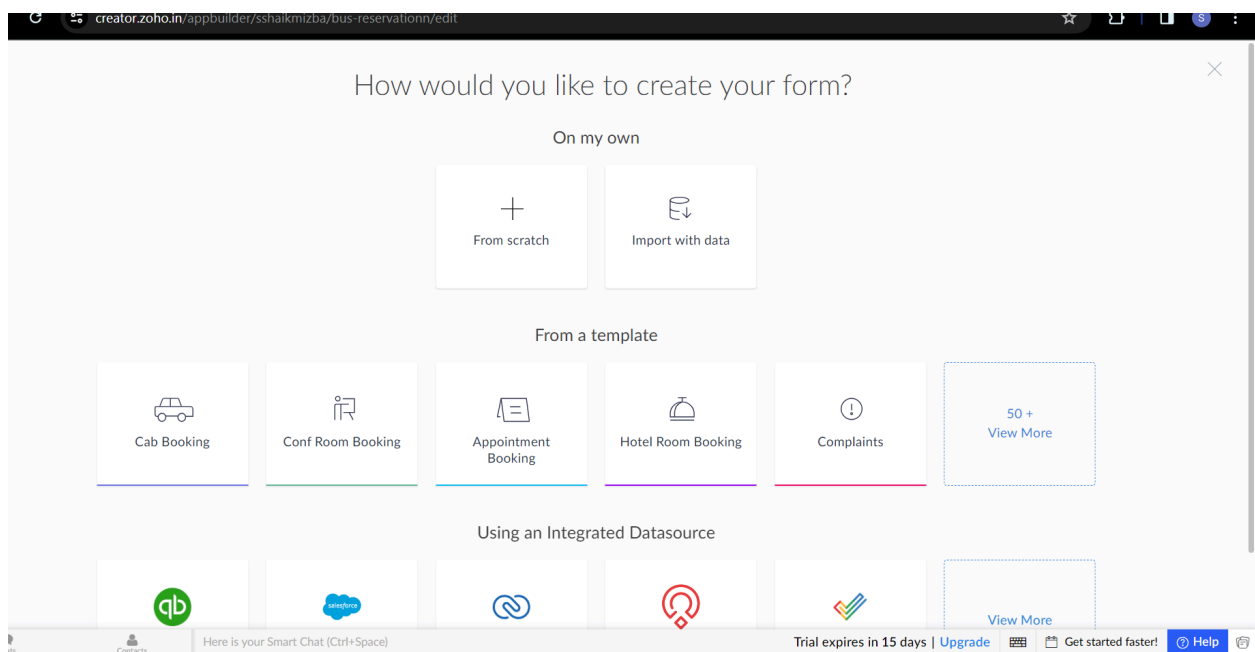 creator.zoho.in/appbuilder/sshaikmizba/bus-reservationn/edit
S
How would you like to create your form?
On my own
From scratch
Import with data
From a template
Cab Booking
Conf Room Booking
Appointment
Booking
Hotel Room Booking
Complaints
50 +
View More
Using an Integrated Datasource
qb
salesforce
View More
Contacts
Here is your Smart Chat (Ctrl+Space)
Trial expires in 15 days | Upgrade
Get started faster!
? Help